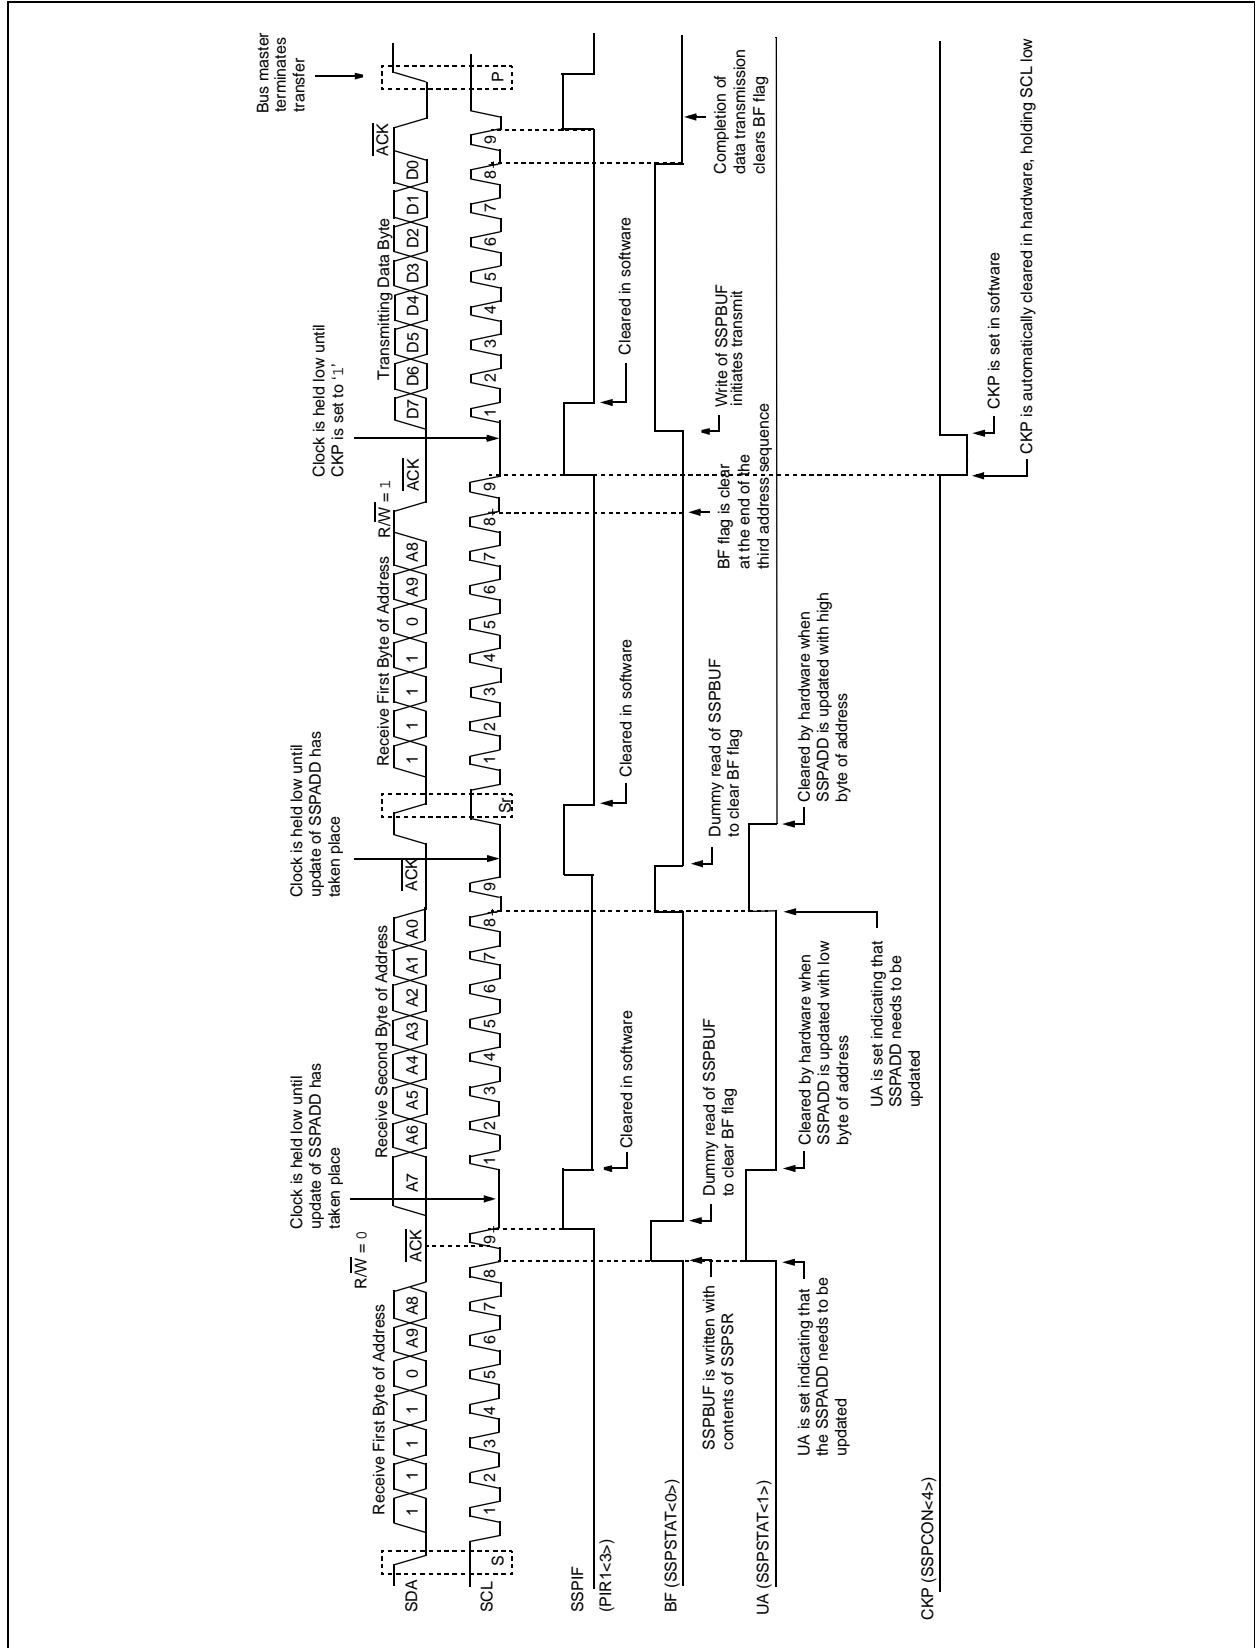 Bus master
terminates
transfer
Clock is held low until
CKP is set to ‘1’
Clock is held low until
update of SSPADD has
taken place
Clock is held low until
update of SSPADD has
taken place
R/W = 0
R/W = 1
Receive First Byte of Address
ACK
Receive Second Byte of Address
ACK
Receive First Byte of Address
ACK
Transmitting Data Byte
ACK
SDA
1 1 1 1 0 A9 A8
A7 A6 A5 A4 A3 A2 A1 A0
1 1 1 1 0 A9 A8
D7 D6 D5 D4 D3 D2 D1 D0
SCL
S
1 2 3 4 5 6 7 8 9
1 2 3 4 5 6 7 8 9
Sr
1 2 3 4 5 6 7 8 9
1 2 3 4 5 6 7 8 9
P
SSPIF
(PIR1<3>)
Cleared in software
Cleared in software
Cleared in software
BF (SSPSTAT<0>)
SSPBUF is written with
contents of SSPSR
Dummy read of SSPBUF
to clear BF flag
Dummy read of SSPBUF
to clear BF flag
BF flag is clear
at the end of the
third address sequence
Write of SSPBUF
initiates transmit
Completion of
data transmission
clears BF flag
UA (SSPSTAT<1>)
UA is set indicating that
the SSPADD needs to be
updated
Cleared by hardware when
SSPADD is updated with low
byte of address
UA is set indicating that
SSPADD needs to be
updated
Cleared by hardware when
SSPADD is updated with high
byte of address
CKP (SSPCON<4>)
CKP is set in software
CKP is automatically cleared in hardware, holding SCL low